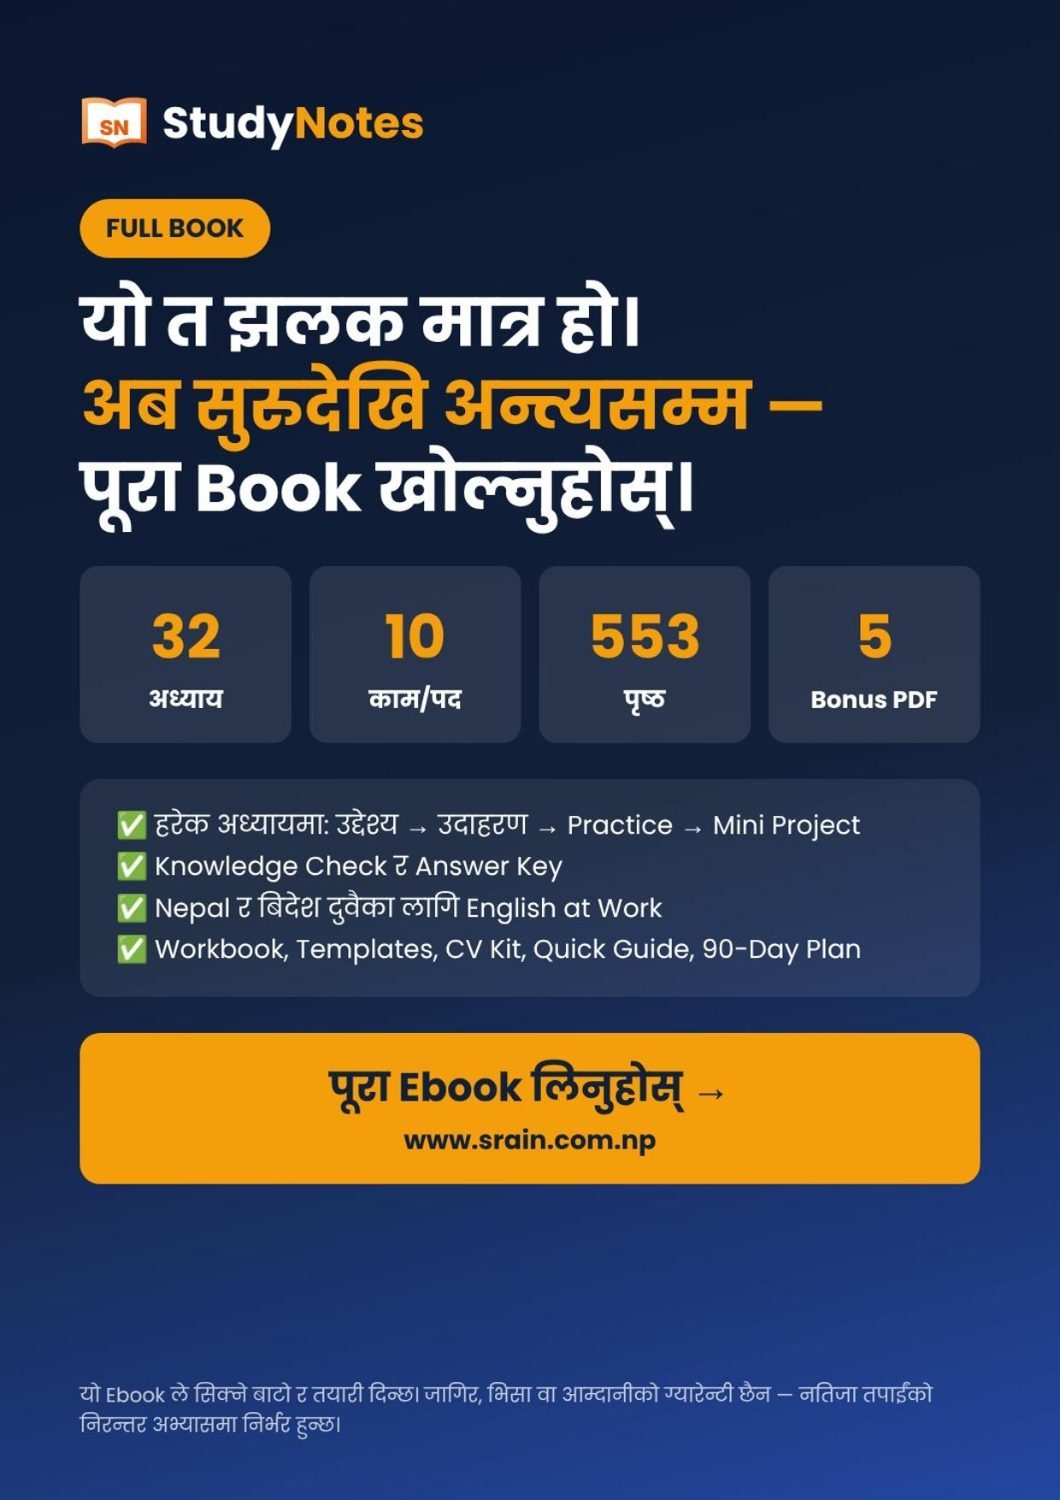 SN StudyNotes
FULL BOOK
यो त झलक मात्र हो।
अब सुरुदेखि अन्त्यसम्म —
पूरा Book खोल्नुहोस्।
32 10 553 5
अध्याय काम/पद पृष्ठ Bonus PDF
✅ हरेक अध्यायमा: उद्देश्य → उदाहरण → Practice → Mini Project
✅ Knowledge Check र Answer Key
✅ Nepal र बिदेश दुवैका लागि English at Work
✅ Workbook, Templates, CV Kit, Quick Guide, 90-Day Plan
पूरा Ebook लिनुहोस् →
www.srain.com.np
यो Ebook ले सिक्ने बाटो र तयारी दिन्छ। जागिर, भिसा वा आम्दानीको ग्यारेन्टी छैन — नतिजा तपाईंको
निरन्तर अभ्यासमा निर्भर हुन्छ।